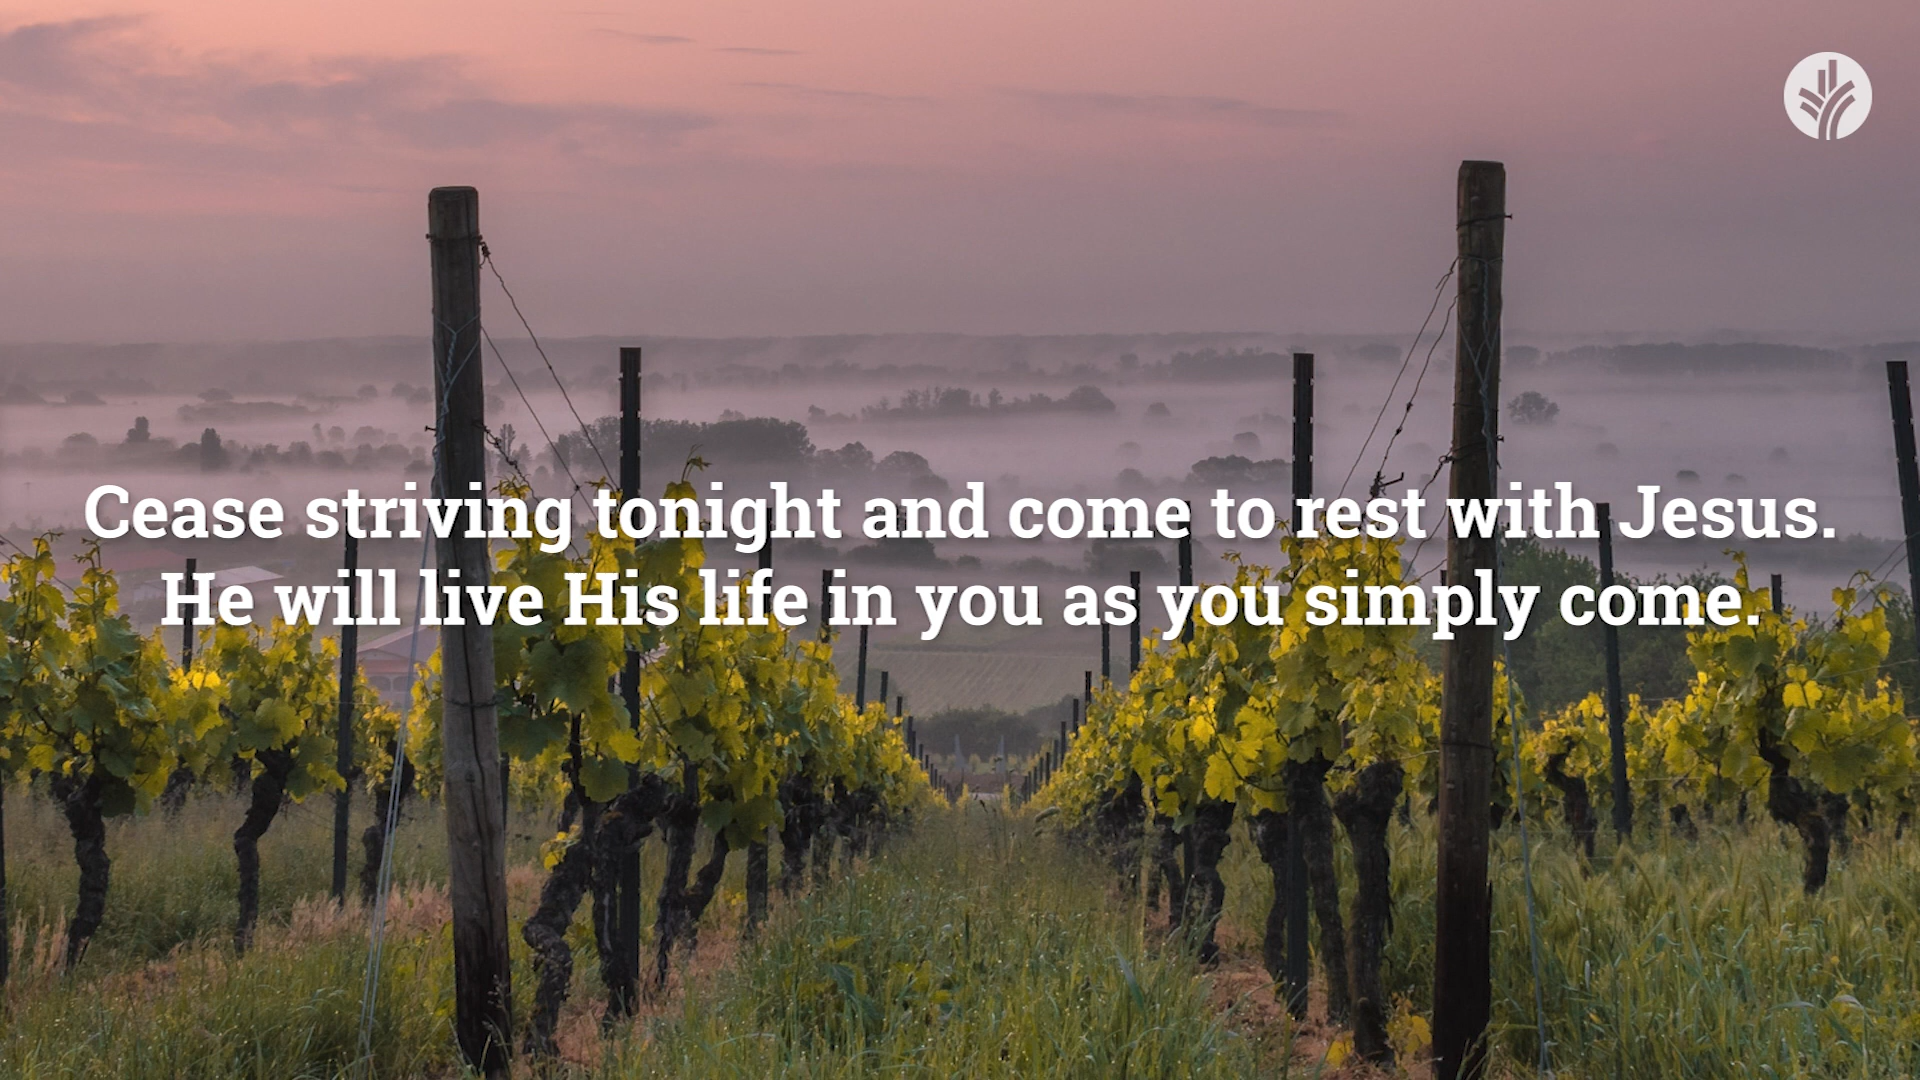 Cease striving tonight and come to rest with Jesus.
He will live His life in you as you simply come.